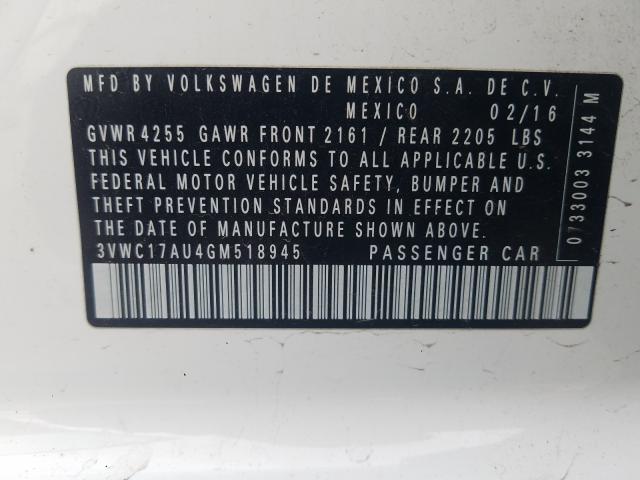 MFD BY VOLKSWAGEN DE MEXICO S.A. DE C.V.
MEXICO 02/16
GVWR 4255 GAWR FRONT 2161 / REAR 2205 LBS
THIS VEHICLE CONFORMS TO ALL APPLICABLE U.S.
FEDERAL MOTOR VEHICLE SAFETY, BUMPER AND
THEFT PREVENTION STANDARDS IN EFFECT ON
THE DATE OF MANUFACTURE SHOWN ABOVE.
3VWC17AU4GM518945 PASSENGER CAR
0733003 3144 M